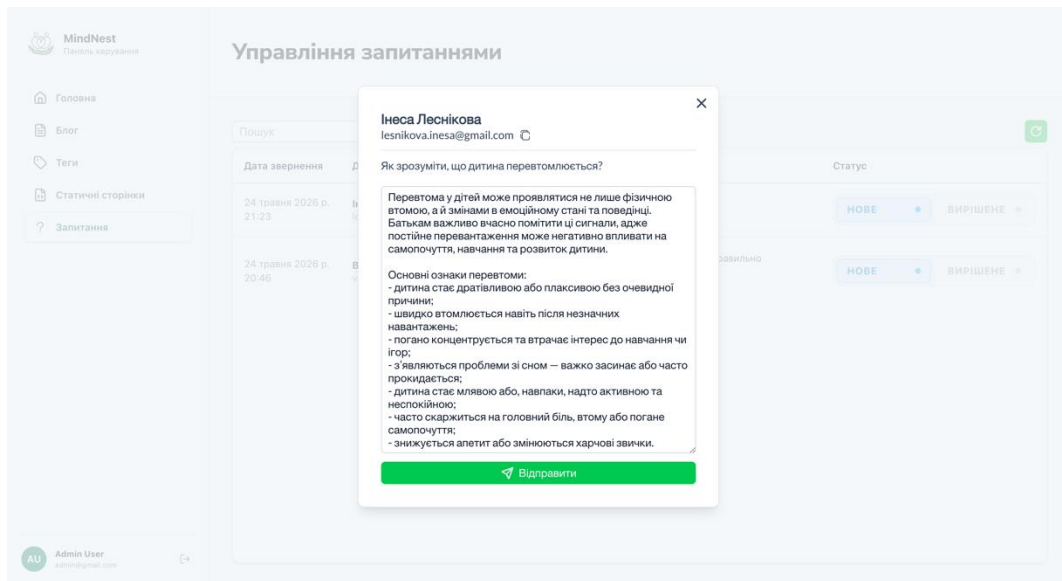 MindNest
Панель керування
Управління запитаннями
Головна
Блог
Теги
Статичні сторінки
Запитання
Пошук
Дата звернення
Статус
24 травня 2026 р.
21:23
НОВЕ
ВИРІШЕНЕ
24 травня 2026 р.
20:46
НОВЕ
ВИРІШЕНЕ
Інеса Леснікова
lesnikova.inesa@gmail.com
Як зрозуміти, що дитина перевтомлюється?
Перевтома у дітей може проявлятися не лише фізичною
втомою, а й змінами в емоційному стані та поведінці.
Батькам важливо вчасно помітити ці сигнали, адже
постійне перевантаження може негативно впливати на
самопочуття, навчання та розвиток дитини.
Основні ознаки перевтоми:
- дитина стає дратівливою або плаксивою без очевидної
причини;
- швидко втомлюється навіть після незначних
навантажень;
- погано концентрується та втрачає інтерес до навчання чи
ігор;
- з'являються проблеми зі сном — важко засинає або часто
прокидається;
- дитина стає млявою або, навпаки, надто активною та
неспокійною;
- часто скаржиться на головний біль, втому або погане
самопочуття;
- знижується апетит або змінюються харчові звички.
Відправити
AU
Admin User
admin@gmail.com